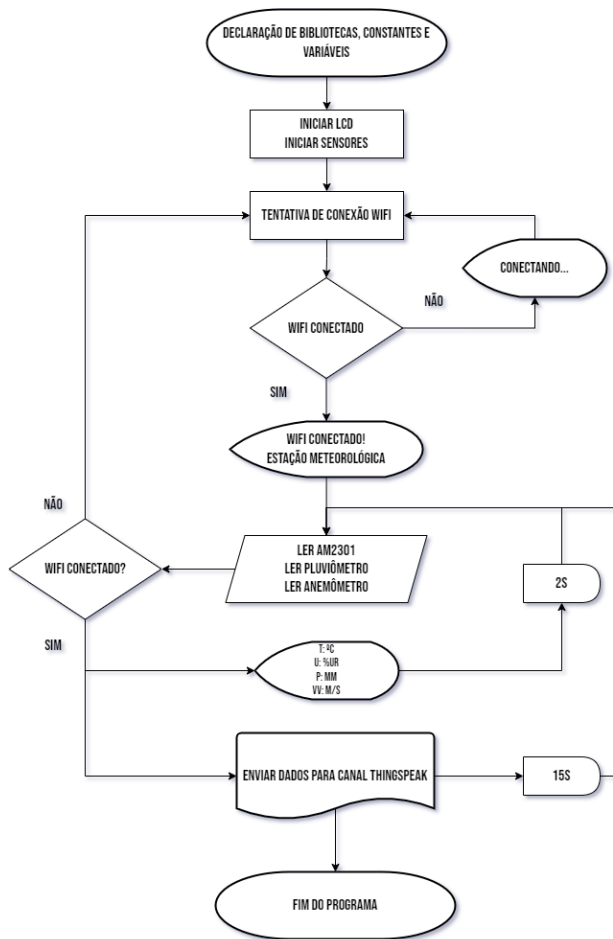 DECLARAÇÃO DE BIBLIOTECAS, CONSTANTES E
VARIÁVEIS
INICIAR LCD
INICIAR SENSORES
TENTATIVA DE CONEXÃO WIFI
CONECTANDO...
NÃO
WIFI CONECTADO
SIM
WIFI CONECTADO!
ESTAÇÃO METEOROLÓGICA
NÃO
LER AM2301
LER PLUVIÔMETRO
LER ANEMÔMETRO
WIFI CONECTADO?
2S
SIM
T: ºC
U: %UR
P: MM
VV: M/S
ENVIAR DADOS PARA CANAL THINGSPEAK
15S
FIM DO PROGRAMA